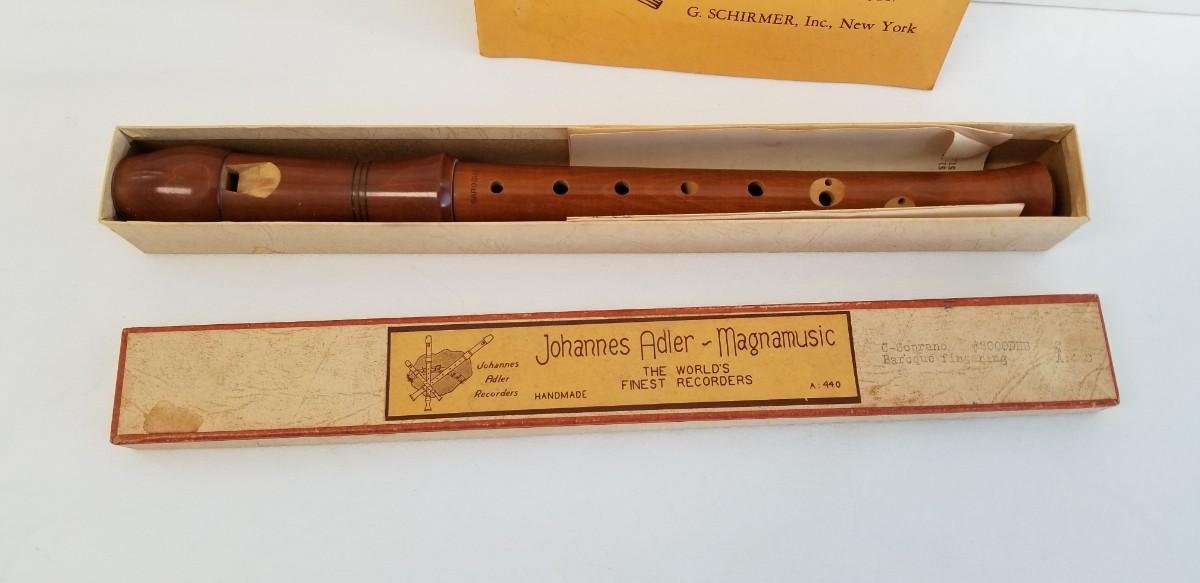 G. SCHIRMER, Inc., New York
Johannes Adler ~ Magnamusic
THE WORLD'S
FINEST RECORDERS
HANDMADE
A:440
Johannes
Adler
Recorders
C-Soprano
Baroque fingering